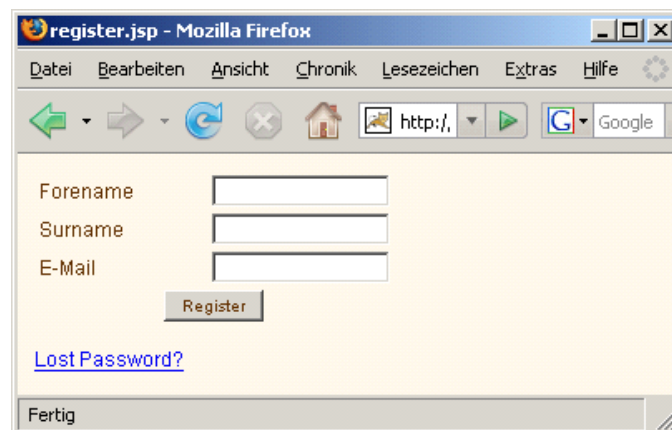 register.jsp - Mozilla Firefox
Datei Bearbeiten Ansicht Chronik Lesezeichen Extras Hilfe
http:/. G Google
Forename
Surname
E-Mail
Register
Lost Password?
Fertig